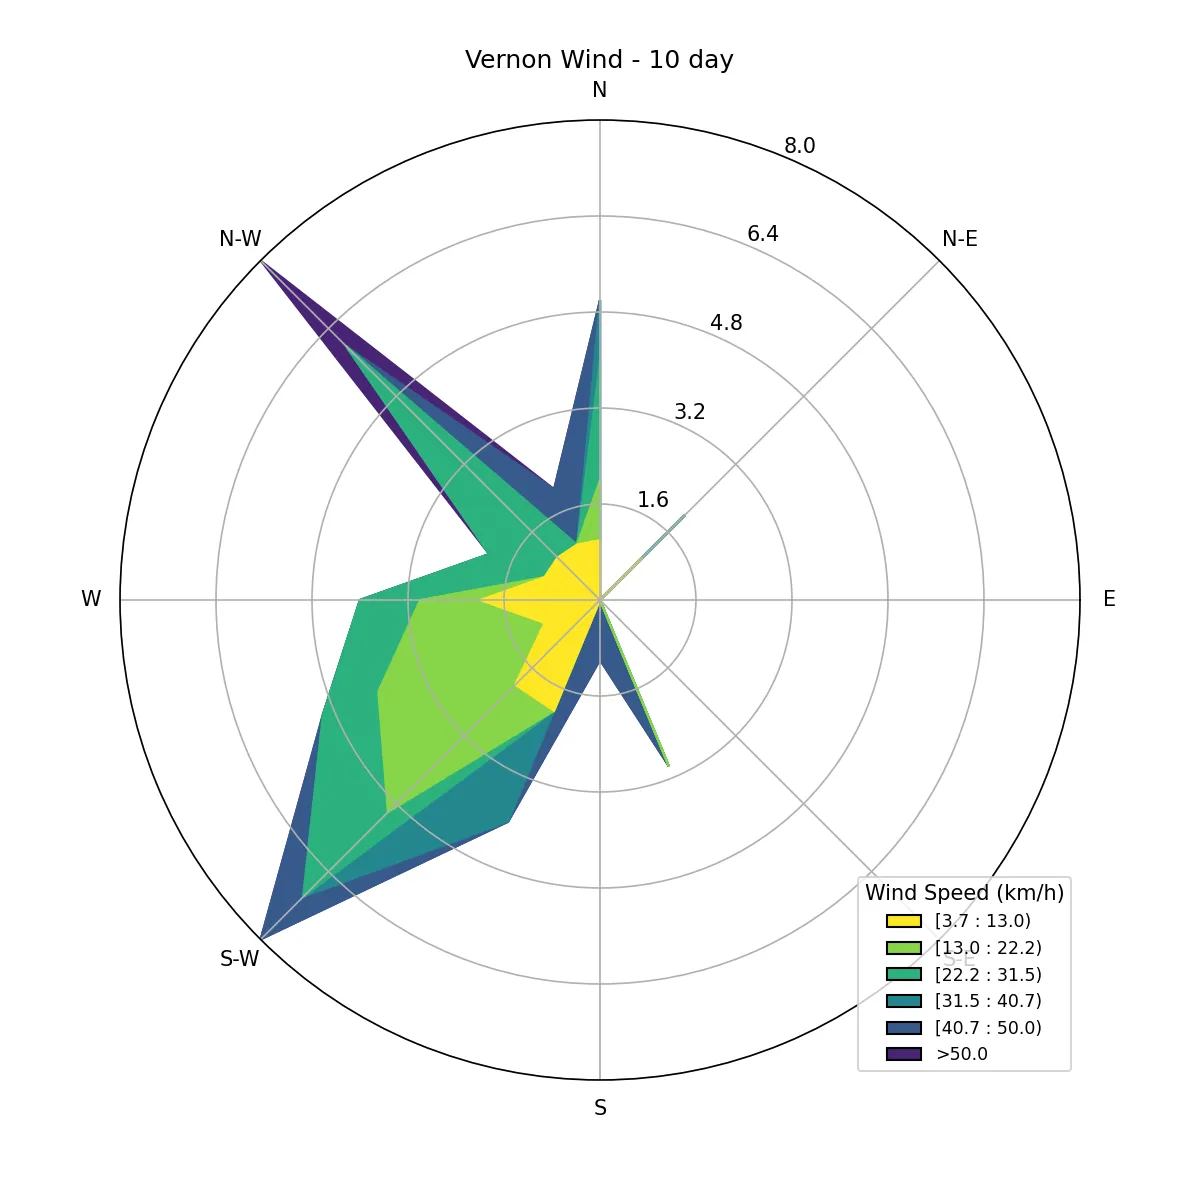 Vernon Wind - 10 day
N
8.0
N-W
6.4
N-E
4.8
3.2
1.6
W
E
Wind Speed (km/h)
[3.7 : 13.0)
[13.0 : 22.2)
S-W
S-E
[22.2 : 31.5)
[31.5 : 40.7)
[40.7 : 50.0)
>50.0
S